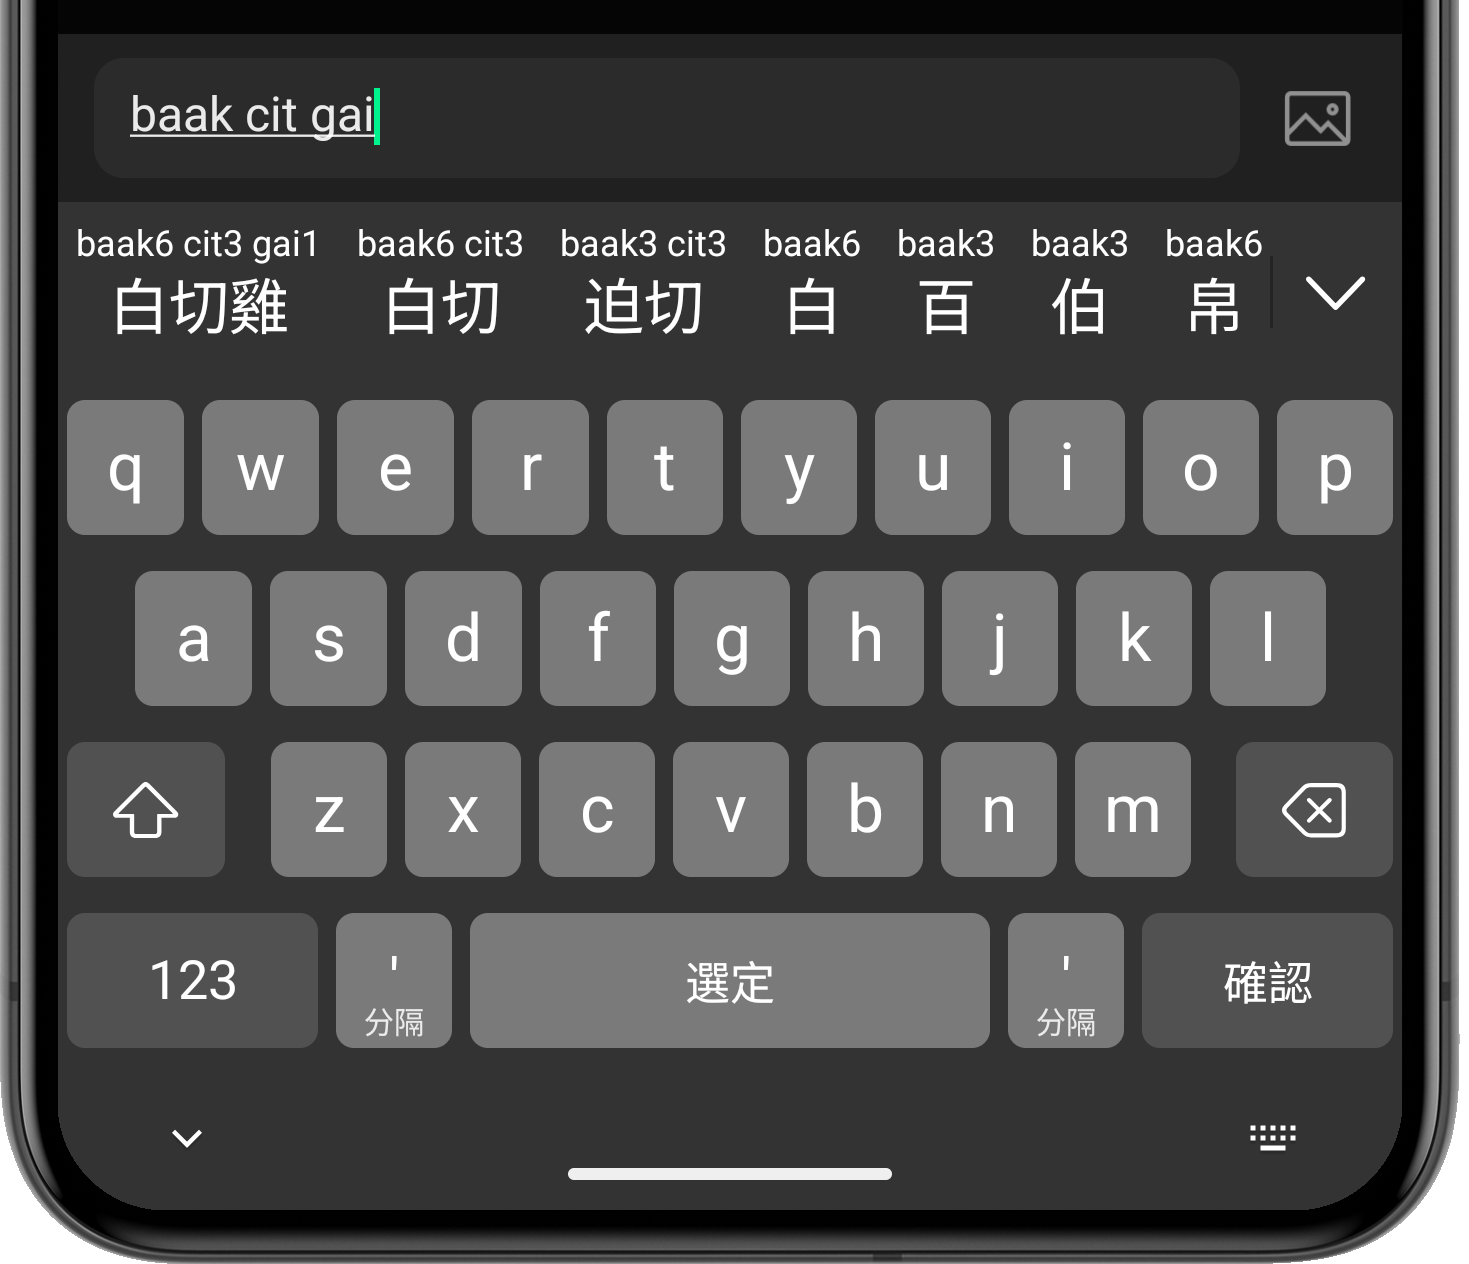 baak cit gai
baak6 cit3 gai1 baak6 cit3 baak3 cit3 baak6 baak3 baak3 baak6
白切雞 白切 迫切 白 百 伯 帛
q w e r t y u i o p
a s d f g h j k l
z x c v b n m
123 ' 選定 ' 確認
分隔 分隔